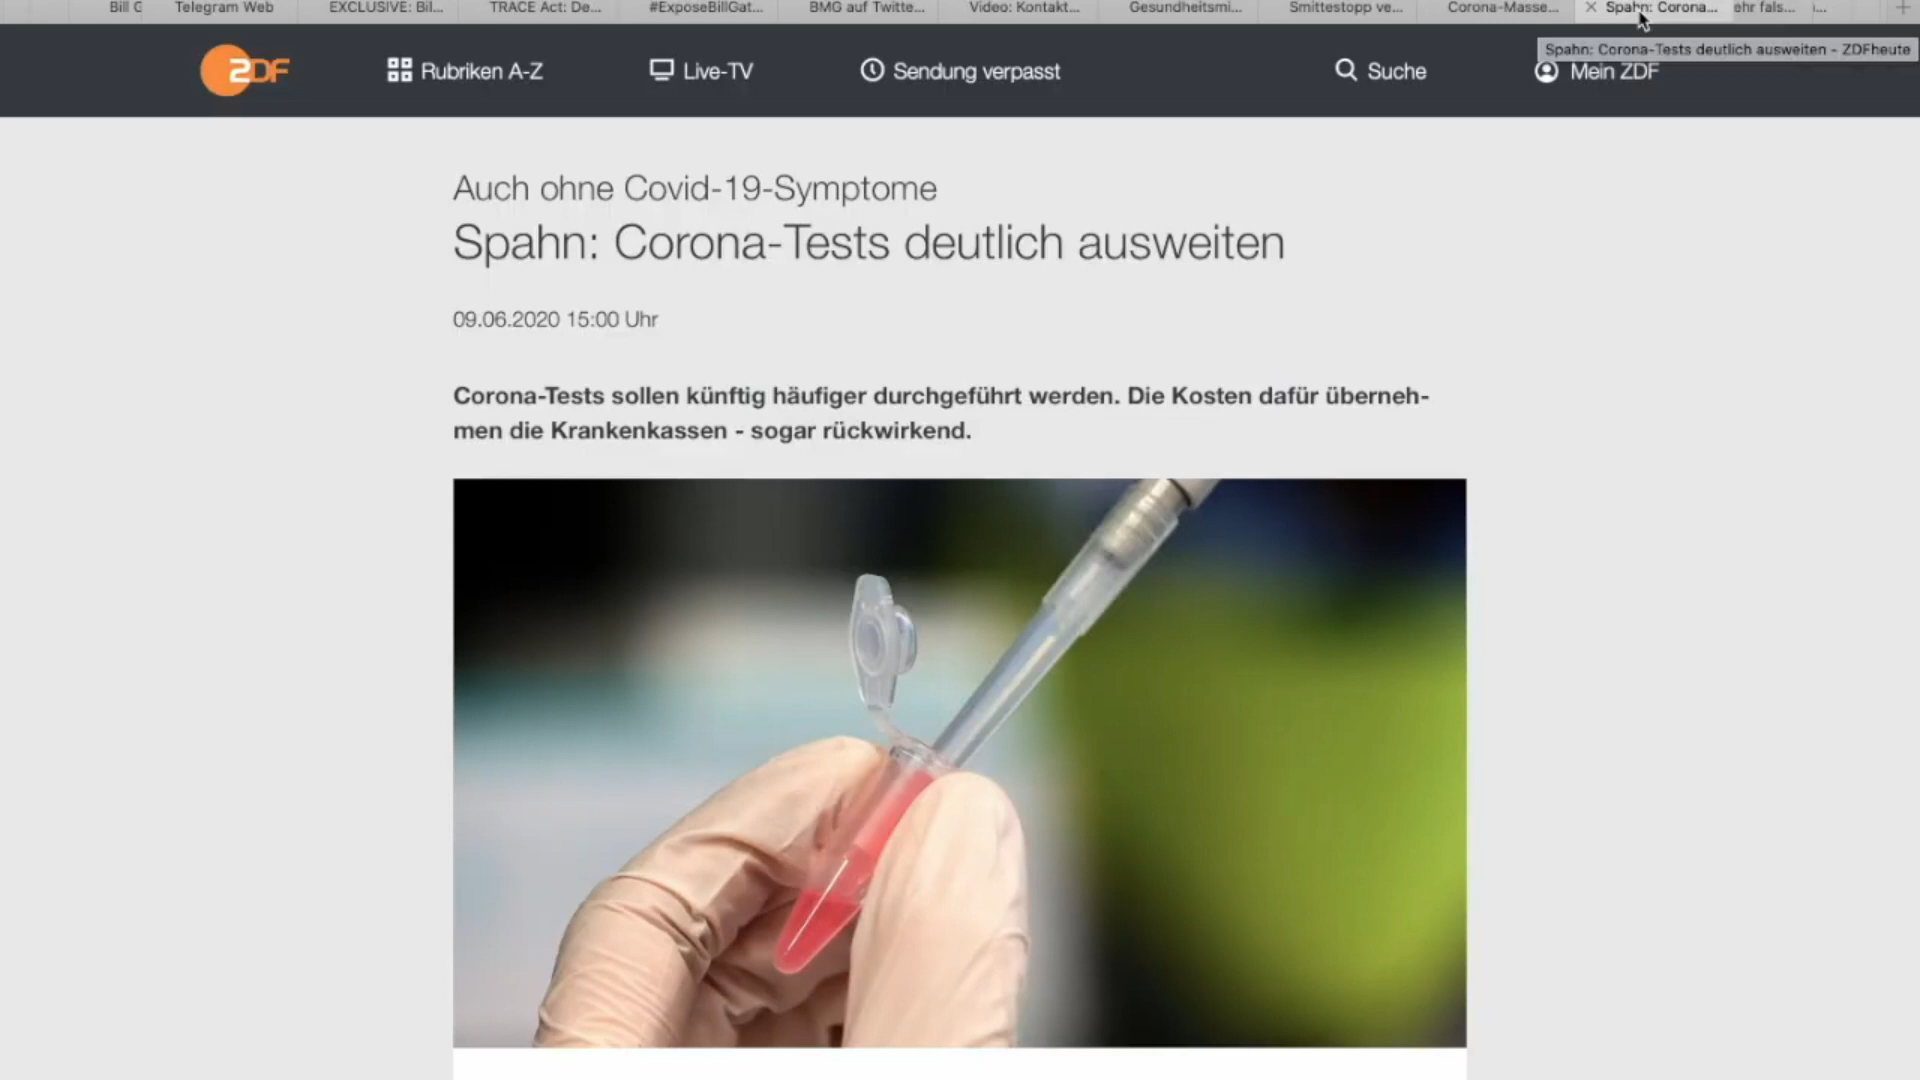 Bill G
Telegram Web
EXCLUSIVE: Bil...
TRACE Act: De...
#ExposeBillGat...
BMG auf Twitte...
Video: Kontakt...
Gesundheitsmi...
Smittestopp ve...
Corona-Masse...
Spahn: Corona...
ehr fals...
Spahn: Corona-Tests deutlich ausweiten - ZDFheute
ZDF
Rubriken A-Z
Live-TV
Sendung verpasst
Suche
Mein ZDF
Auch ohne Covid-19-Symptome
Spahn: Corona-Tests deutlich ausweiten
09.06.2020 15:00 Uhr
Corona-Tests sollen künftig häufiger durchgeführt werden. Die Kosten dafür überneh-
men die Krankenkassen - sogar rückwirkend.